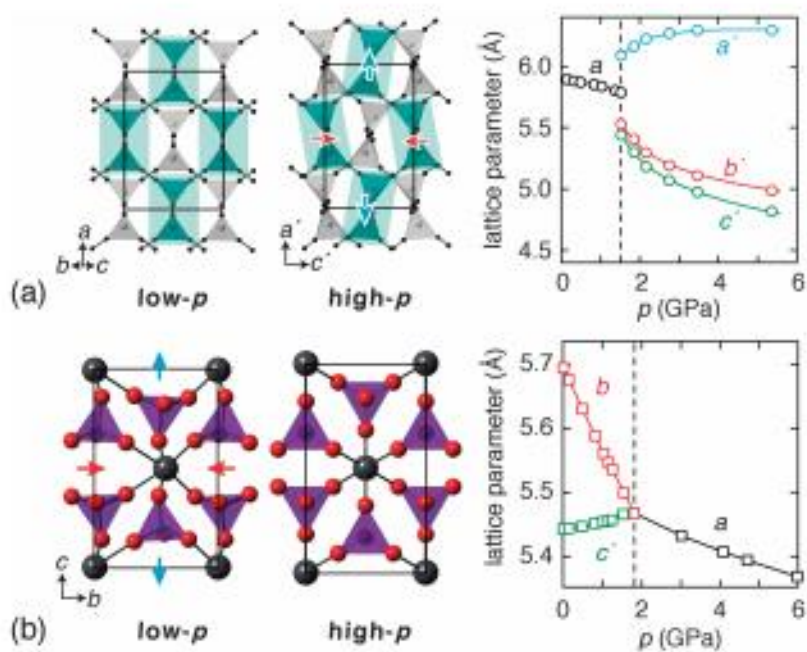 a
b c
a´
c´
(a) low-p high-p
lattice parameter (Å)
6.0
5.5
5.0
4.5
a
a´
b´
c´
0 2 4 6
p (GPa)
c
b
(b) low-p high-p
lattice parameter (Å)
5.7
5.6
5.5
5.4
b
c´
a
0 2 4 6
p (GPa)